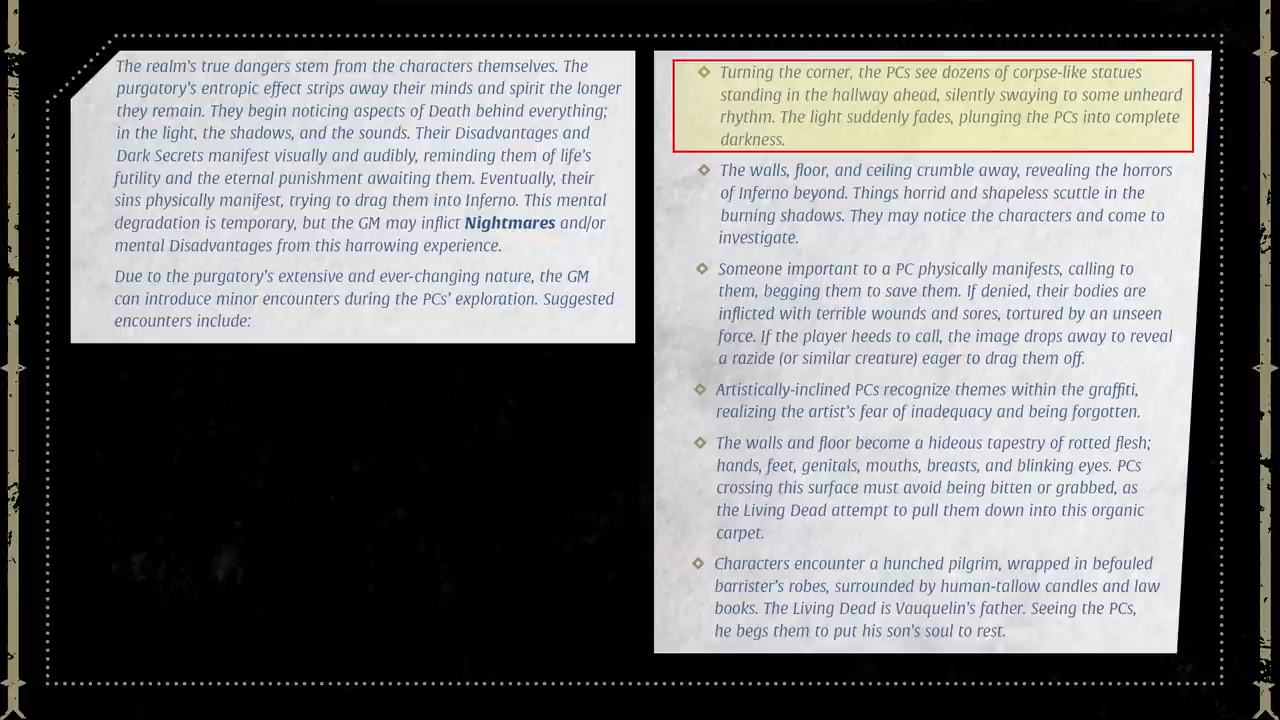 The realm's true dangers stem from the characters themselves. The
purgatory's entropic effect strips away their minds and spirit the longer
they remain. They begin noticing aspects of Death behind everything;
in the light, the shadows, and the sounds. Their Disadvantages and
Dark Secrets manifest visually and audibly, reminding them of life's
futility and the eternal punishment awaiting them. Eventually, their
sins physically manifest, trying to drag them into Inferno. This mental
degradation is temporary, but the GM may inflict Nightmares and/or
mental Disadvantages from this harrowing experience.
Due to the purgatory's extensive and ever-changing nature, the GM
can introduce minor encounters during the PCs' exploration. Suggested
encounters include:
Turning the corner, the PCs see dozens of corpse-like statues
standing in the hallway ahead, silently swaying to some unheard
rhythm. The light suddenly fades, plunging the PCs into complete
darkness.
The walls, floor, and ceiling crumble away, revealing the horrors
of Inferno beyond. Things horrid and shapeless scuttle in the
burning shadows. They may notice the characters and come to
investigate.
Someone important to a PC physically manifests, calling to
them, begging them to save them. If denied, their bodies are
inflicted with terrible wounds and sores, tortured by an unseen
force. If the player heeds to call, the image drops away to reveal
a razide (or similar creature) eager to drag them off.
Artistically-inclined PCs recognize themes within the graffiti,
realizing the artist's fear of inadequacy and being forgotten.
The walls and floor become a hideous tapestry of rotted flesh;
hands, feet, genitals, mouths, breasts, and blinking eyes. PCs
crossing this surface must avoid being bitten or grabbed, as
the Living Dead attempt to pull them down into this organic
carpet.
Characters encounter a hunched pilgrim, wrapped in befouled
barrister's robes, surrounded by human-tallow candles and law
books. The Living Dead is Vauquelin's father. Seeing the PCs,
he begs them to put his son's soul to rest.